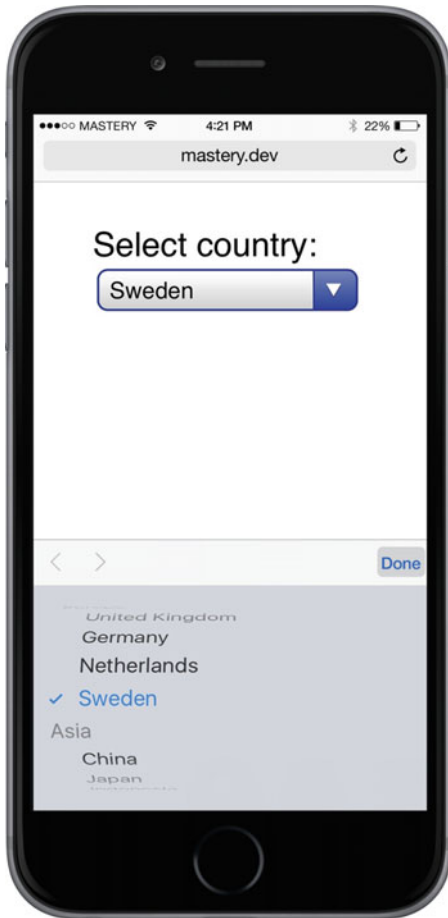 MASTERY 4:21 PM 22%
mastery.dev
Select country:
Sweden
Done
United Kingdom
Germany
Netherlands
✓ Sweden
Asia
China
Japan